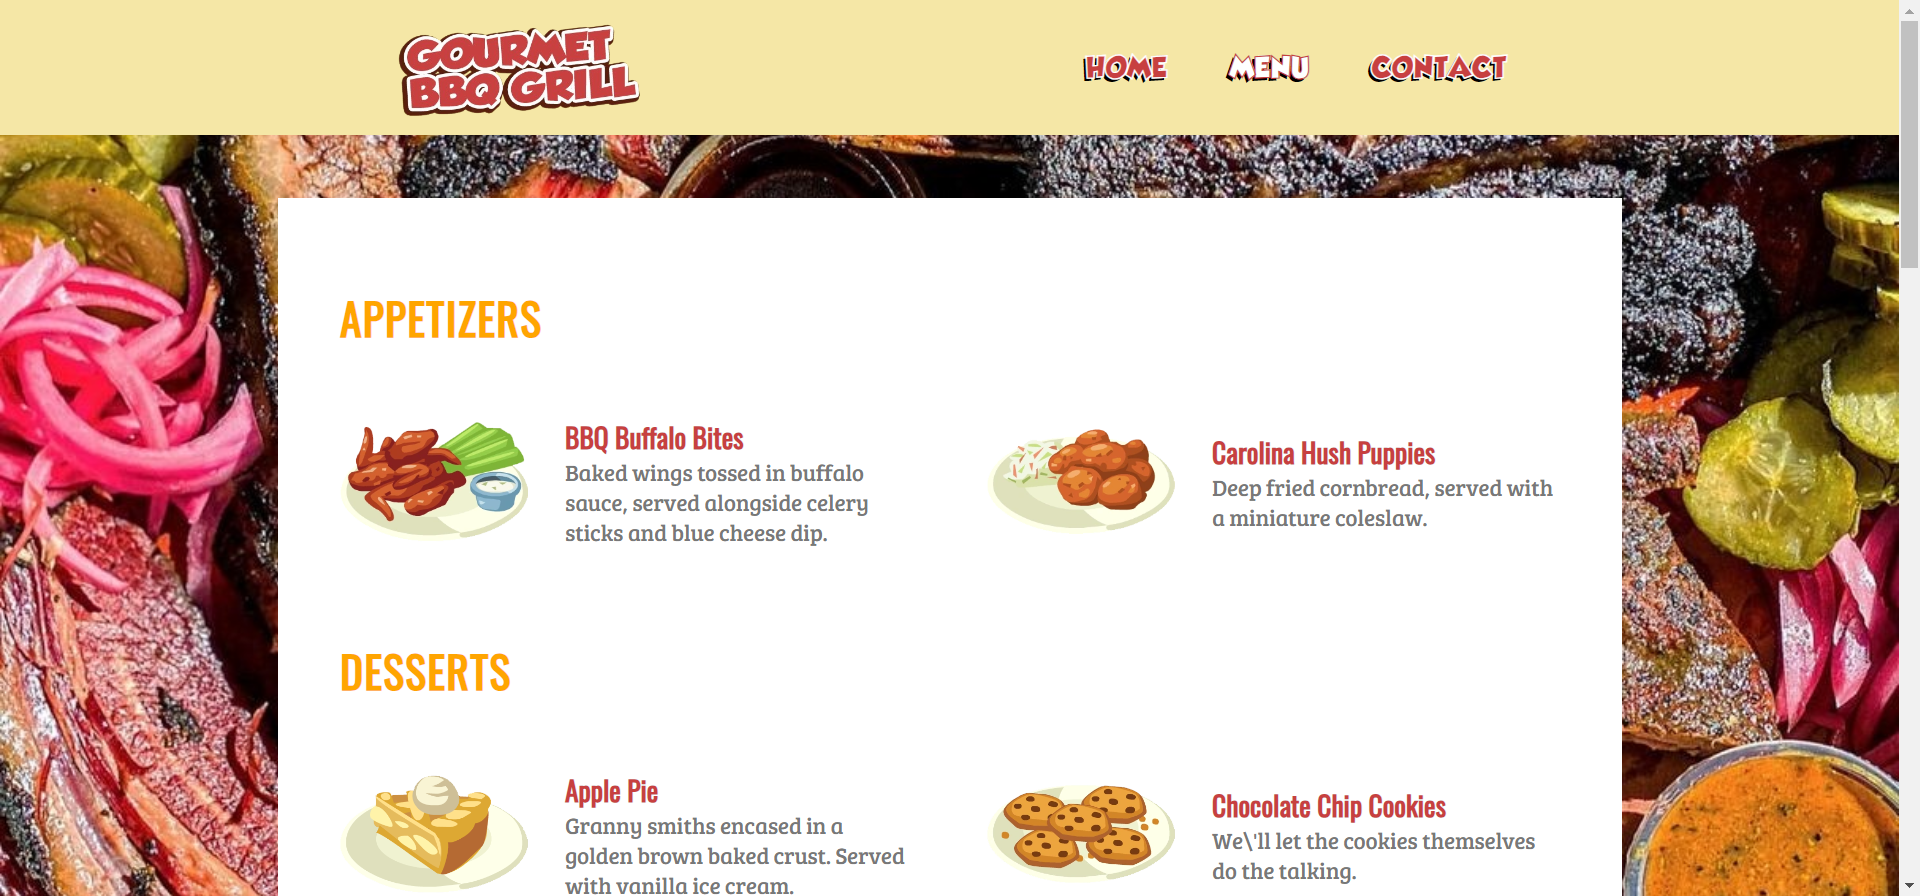 GOURMET
BBQ GRILL
HOME MENU CONTACT
APPETIZERS
BBQ Buffalo Bites
Baked wings tossed in buffalo
sauce, served alongside celery
sticks and blue cheese dip.
Carolina Hush Puppies
Deep fried cornbread, served with
a miniature coleslaw.
DESSERTS
Apple Pie
Granny smiths encased in a
golden brown baked crust. Served
with vanilla ice cream.
Chocolate Chip Cookies
We\'ll let the cookies themselves
do the talking.